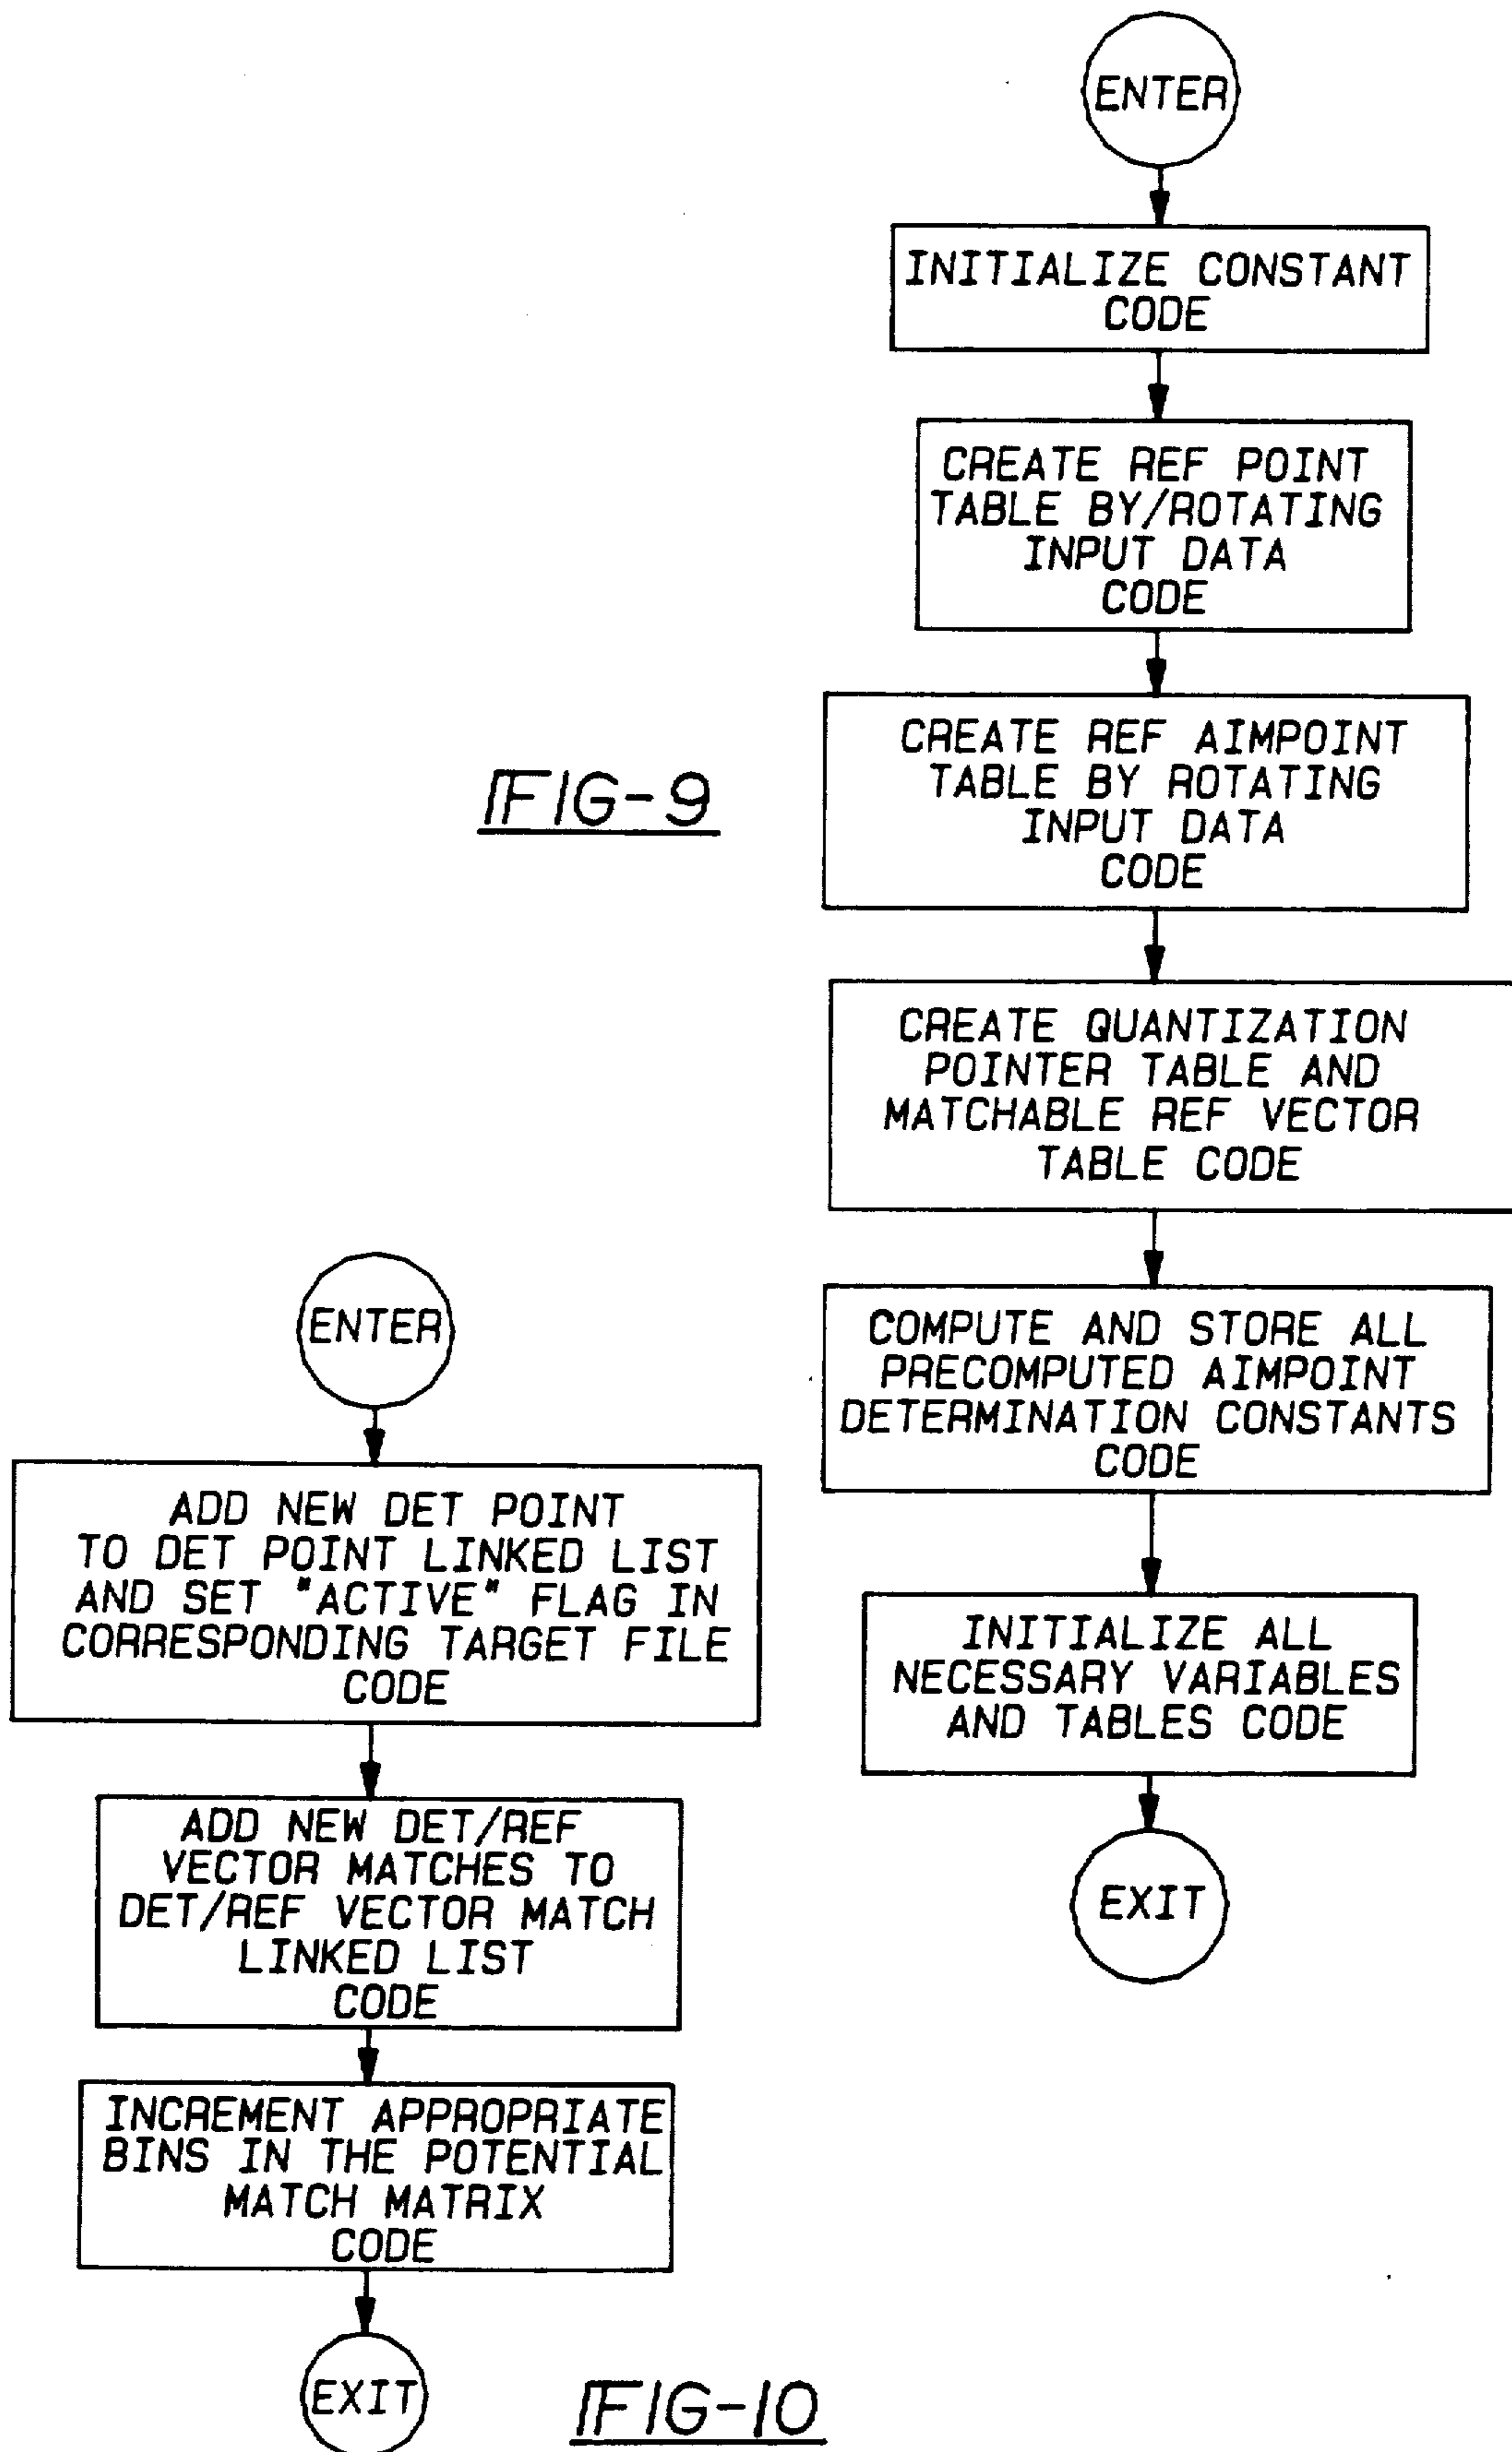 ENTER
INITIALIZE CONSTANT
CODE
CREATE REF POINT
TABLE BY/ROTATING
INPUT DATA
CODE
CREATE REF AIMPOINT
TABLE BY ROTATING
INPUT DATA
CODE
FIG-9
CREATE QUANTIZATION
POINTER TABLE AND
MATCHABLE REF VECTOR
TABLE CODE
COMPUTE AND STORE ALL
PRECOMPUTED AIMPOINT
DETERMINATION CONSTANTS
CODE
INITIALIZE ALL
NECESSARY VARIABLES
AND TABLES CODE
EXIT
ENTER
ADD NEW DET POINT
TO DET POINT LINKED LIST
AND SET "ACTIVE" FLAG IN
CORRESPONDING TARGET FILE
CODE
ADD NEW DET/REF
VECTOR MATCHES TO
DET/REF VECTOR MATCH
LINKED LIST
CODE
INCREMENT APPROPRIATE
BINS IN THE POTENTIAL
MATCH MATRIX
CODE
EXIT
FIG-10